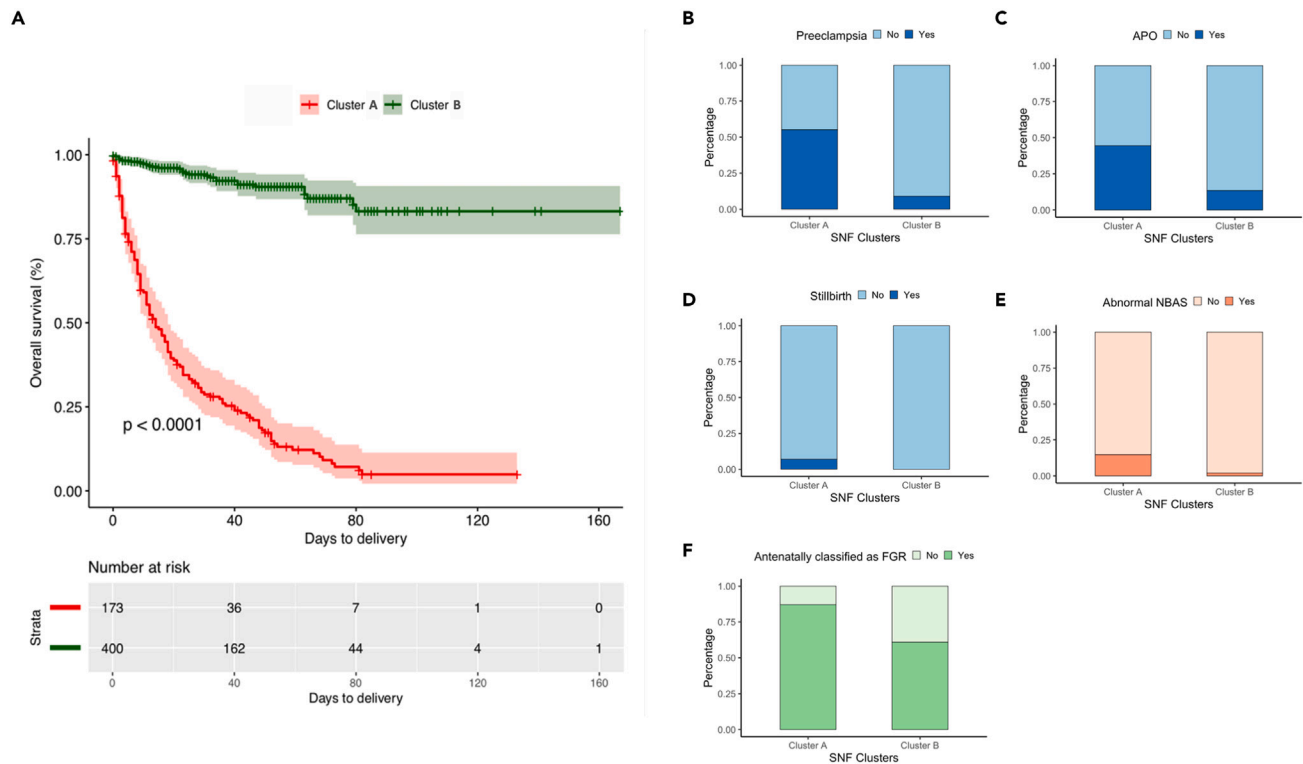 A
Cluster A Cluster B
Overall survival (%)
1.00
0.75
0.50
0.25
0.00
p < 0.0001
0 40 80 120 160
Days to delivery
Number at risk
Strata
173 36 7 1 0
400 162 44 4 1
0 40 80 120 160
Days to delivery
B
Preeclampsia No Yes
Percentage
1.00
0.75
0.50
0.25
0.00
Cluster A Cluster B
SNF Clusters
C
APO No Yes
Percentage
1.00
0.75
0.50
0.25
0.00
Cluster A Cluster B
SNF Clusters
D
Stillbirth No Yes
Percentage
1.00
0.75
0.50
0.25
0.00
Cluster A Cluster B
SNF Clusters
E
Abnormal NBAS No Yes
Percentage
1.00
0.75
0.50
0.25
0.00
Cluster A Cluster B
SNF Clusters
F
Antenatally classified as FGR No Yes
Percentage
1.00
0.75
0.50
0.25
0.00
Cluster A Cluster B
SNF Clusters